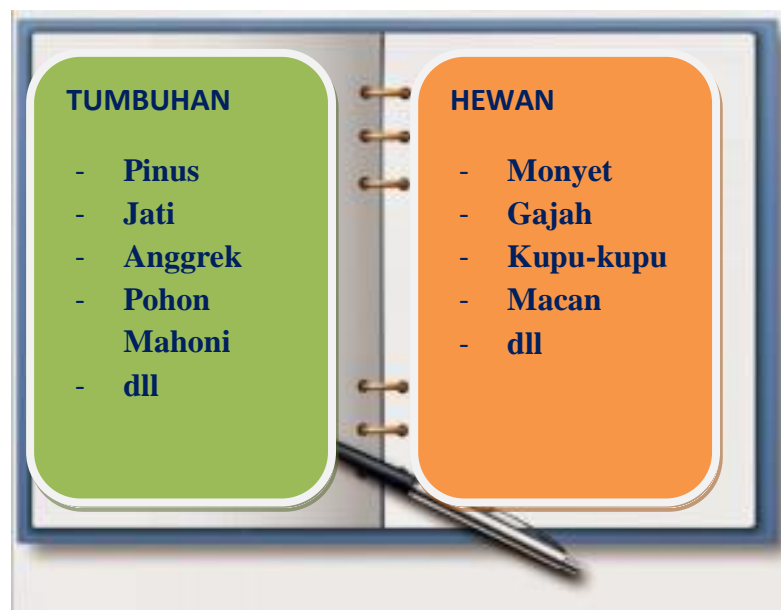 TUMBUHAN
- Pinus
- Jati
- Anggrek
- Pohon
Mahoni
- dll
HEWAN
- Monyet
- Gajah
- Kupu-kupu
- Macan
- dll